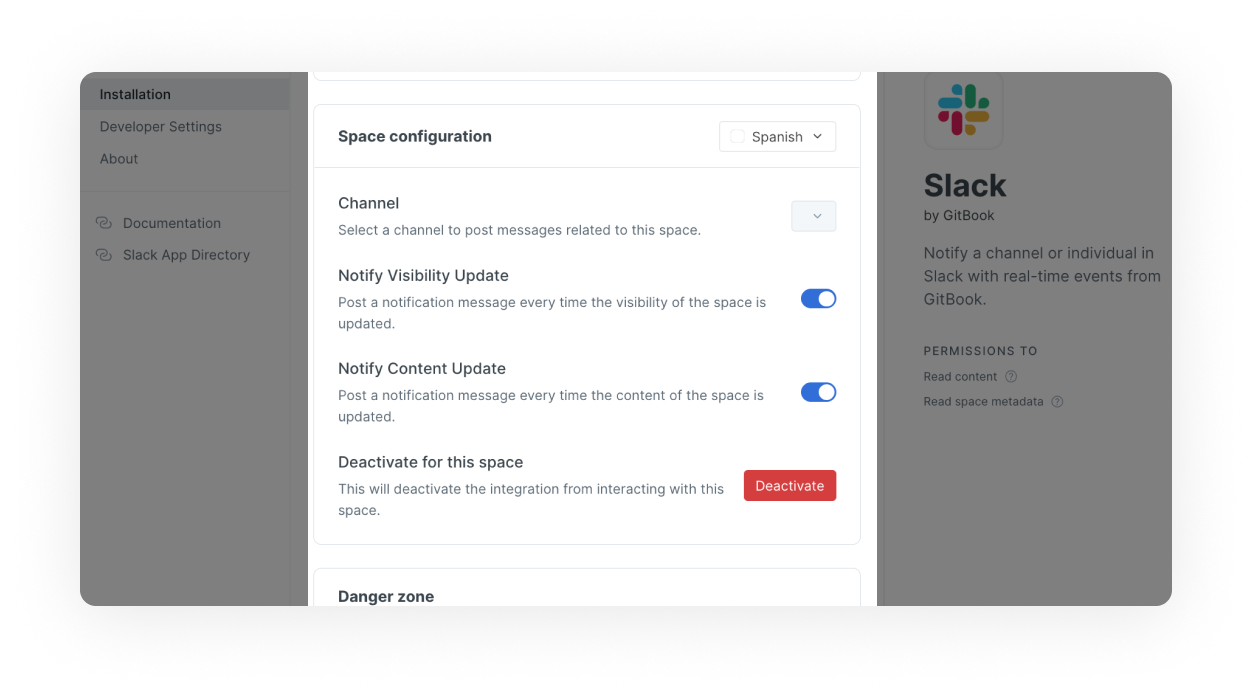 Installation
Developer Settings
About
Documentation
Slack App Directory
Space configuration
Spanish
Channel
Select a channel to post messages related to this space.
Notify Visibility Update
Post a notification message every time the visibility of the space is
updated.
Notify Content Update
Post a notification message every time the content of the space is
updated.
Deactivate for this space
This will deactivate the integration from interacting with this
space.
Deactivate
Danger zone
Slack
by GitBook
Notify a channel or individual in
Slack with real-time events from
GitBook.
PERMISSIONS TO
Read content
Read space metadata